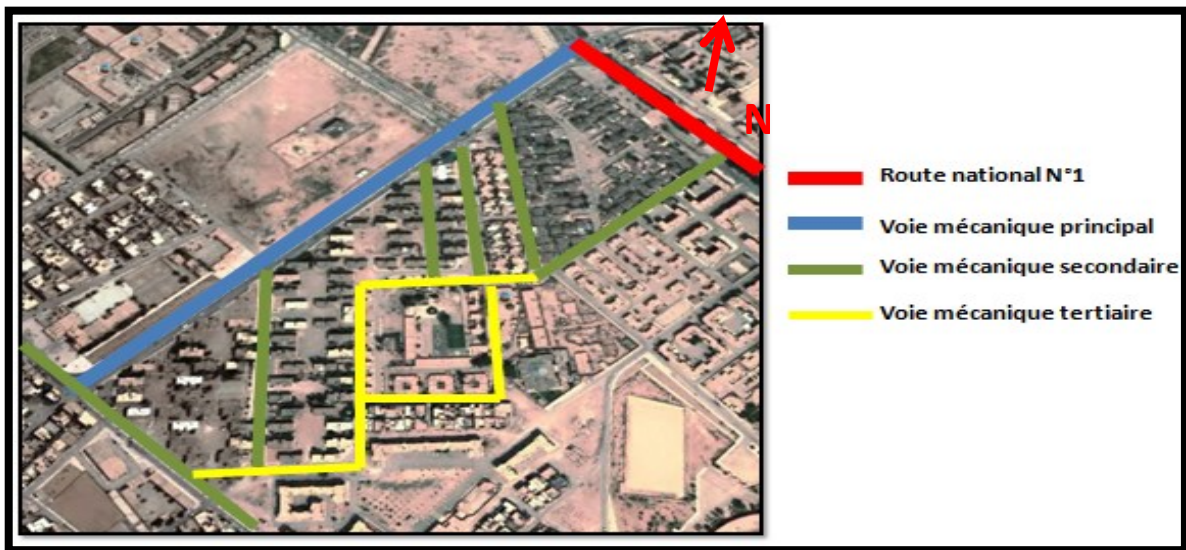 N
Route national N°1
Voie mécanique principal
Voie mécanique secondaire
Voie mécanique tertiaire